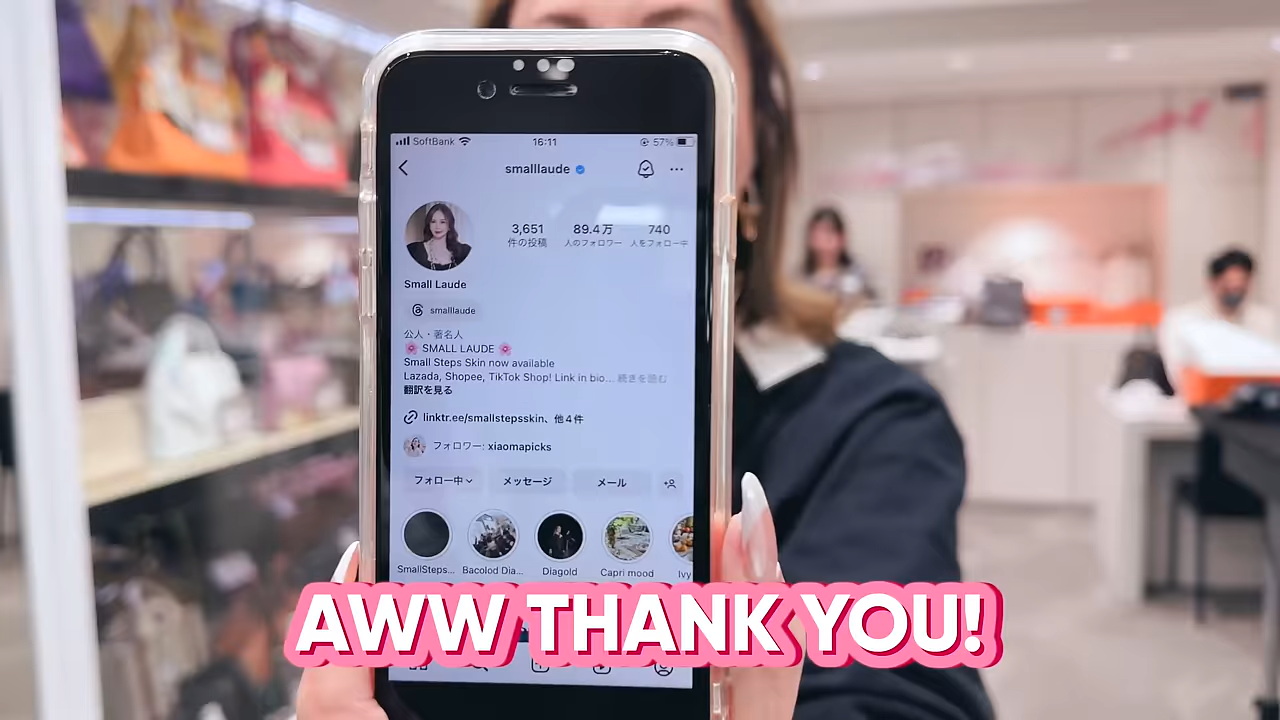 SoftBank 16:11 57%
smalllaude
3,651 89.4万 740
件の投稿 人のフォロワー 人をフォロー中
Small Laude
smalllaude
公人・著名人
🌸 SMALL LAUDE 🌸
Small Steps Skin now available
Lazada, Shopee, TikTok Shop! Link in bio... 続きを読む
翻訳を見る
linktr.ee/smallstepsskin、他4件
フォロワー: xiaomapicks
フォロー中 メッセージ メール
SmallSteps... Bacolod Dia... Diagold Capri mood Ivy
AWW THANK YOU!